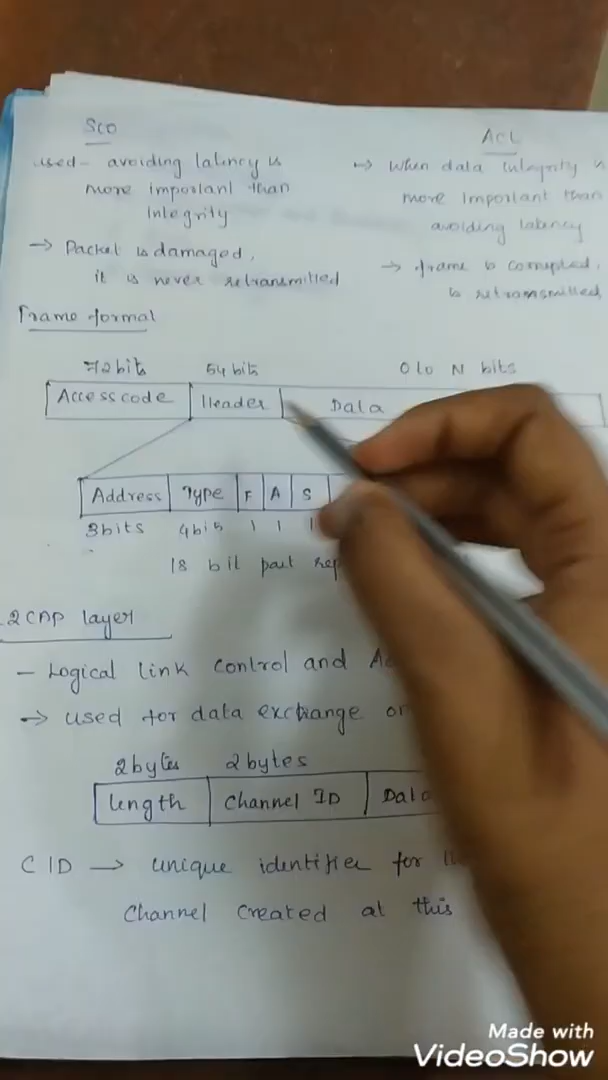 SCO
used - avoiding latency is
more important than
Integrity
→ Packet is damaged,
it is never retransmitted
ACL
→ When data integrity is
more important than
avoiding latency
→ frame is corrupted,
is retransmitted
Frame format
72 bits 54 bits 0 to N bits
Access code Header Data
Address Type F A S
3bits 4bits 1 1 1
18 bit part rep
L2CAP layer
- Logical link control and A
→ used for data exchange on
2 bytes 2 bytes
length Channel ID Data
CID → unique identifier for
Channel created at this
Made with
VideoShow